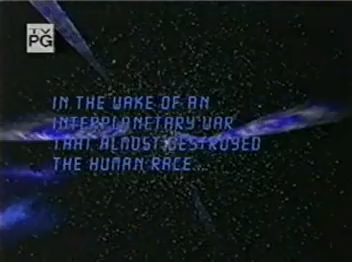 TV
PG
IN THE WAKE OF AN
INTERPLANETARY WAR
THAT ALMOST DESTROYED
THE HUMAN RACE...